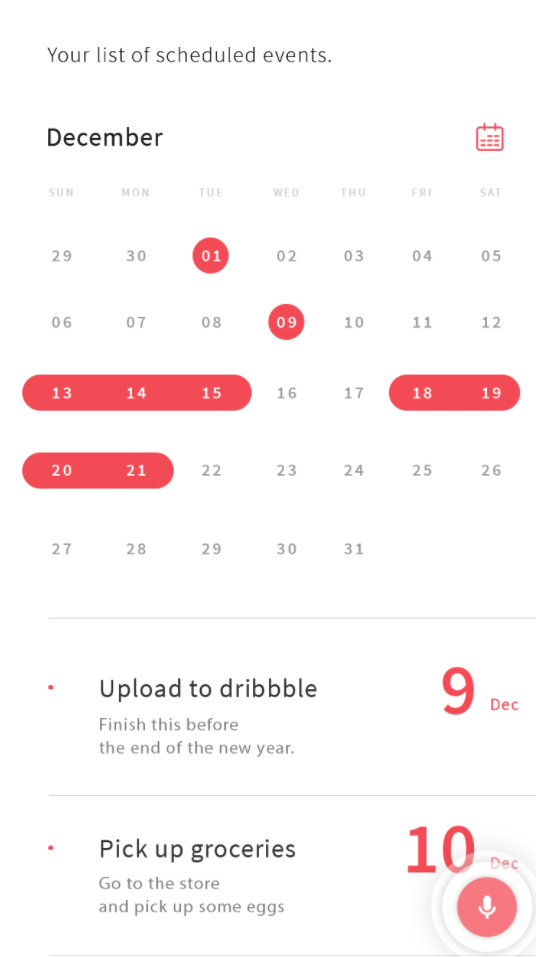 Your list of scheduled events.
December
SUN MON TUE WED THU FRI SAT
29 30 01 02 03 04 05
06 07 08 09 10 11 12
13 14 15 16 17 18 19
20 21 22 23 24 25 26
27 28 29 30 31
Upload to dribbble
9 Dec
Finish this before
the end of the new year.
Pick up groceries
10 Dec
Go to the store
and pick up some eggs